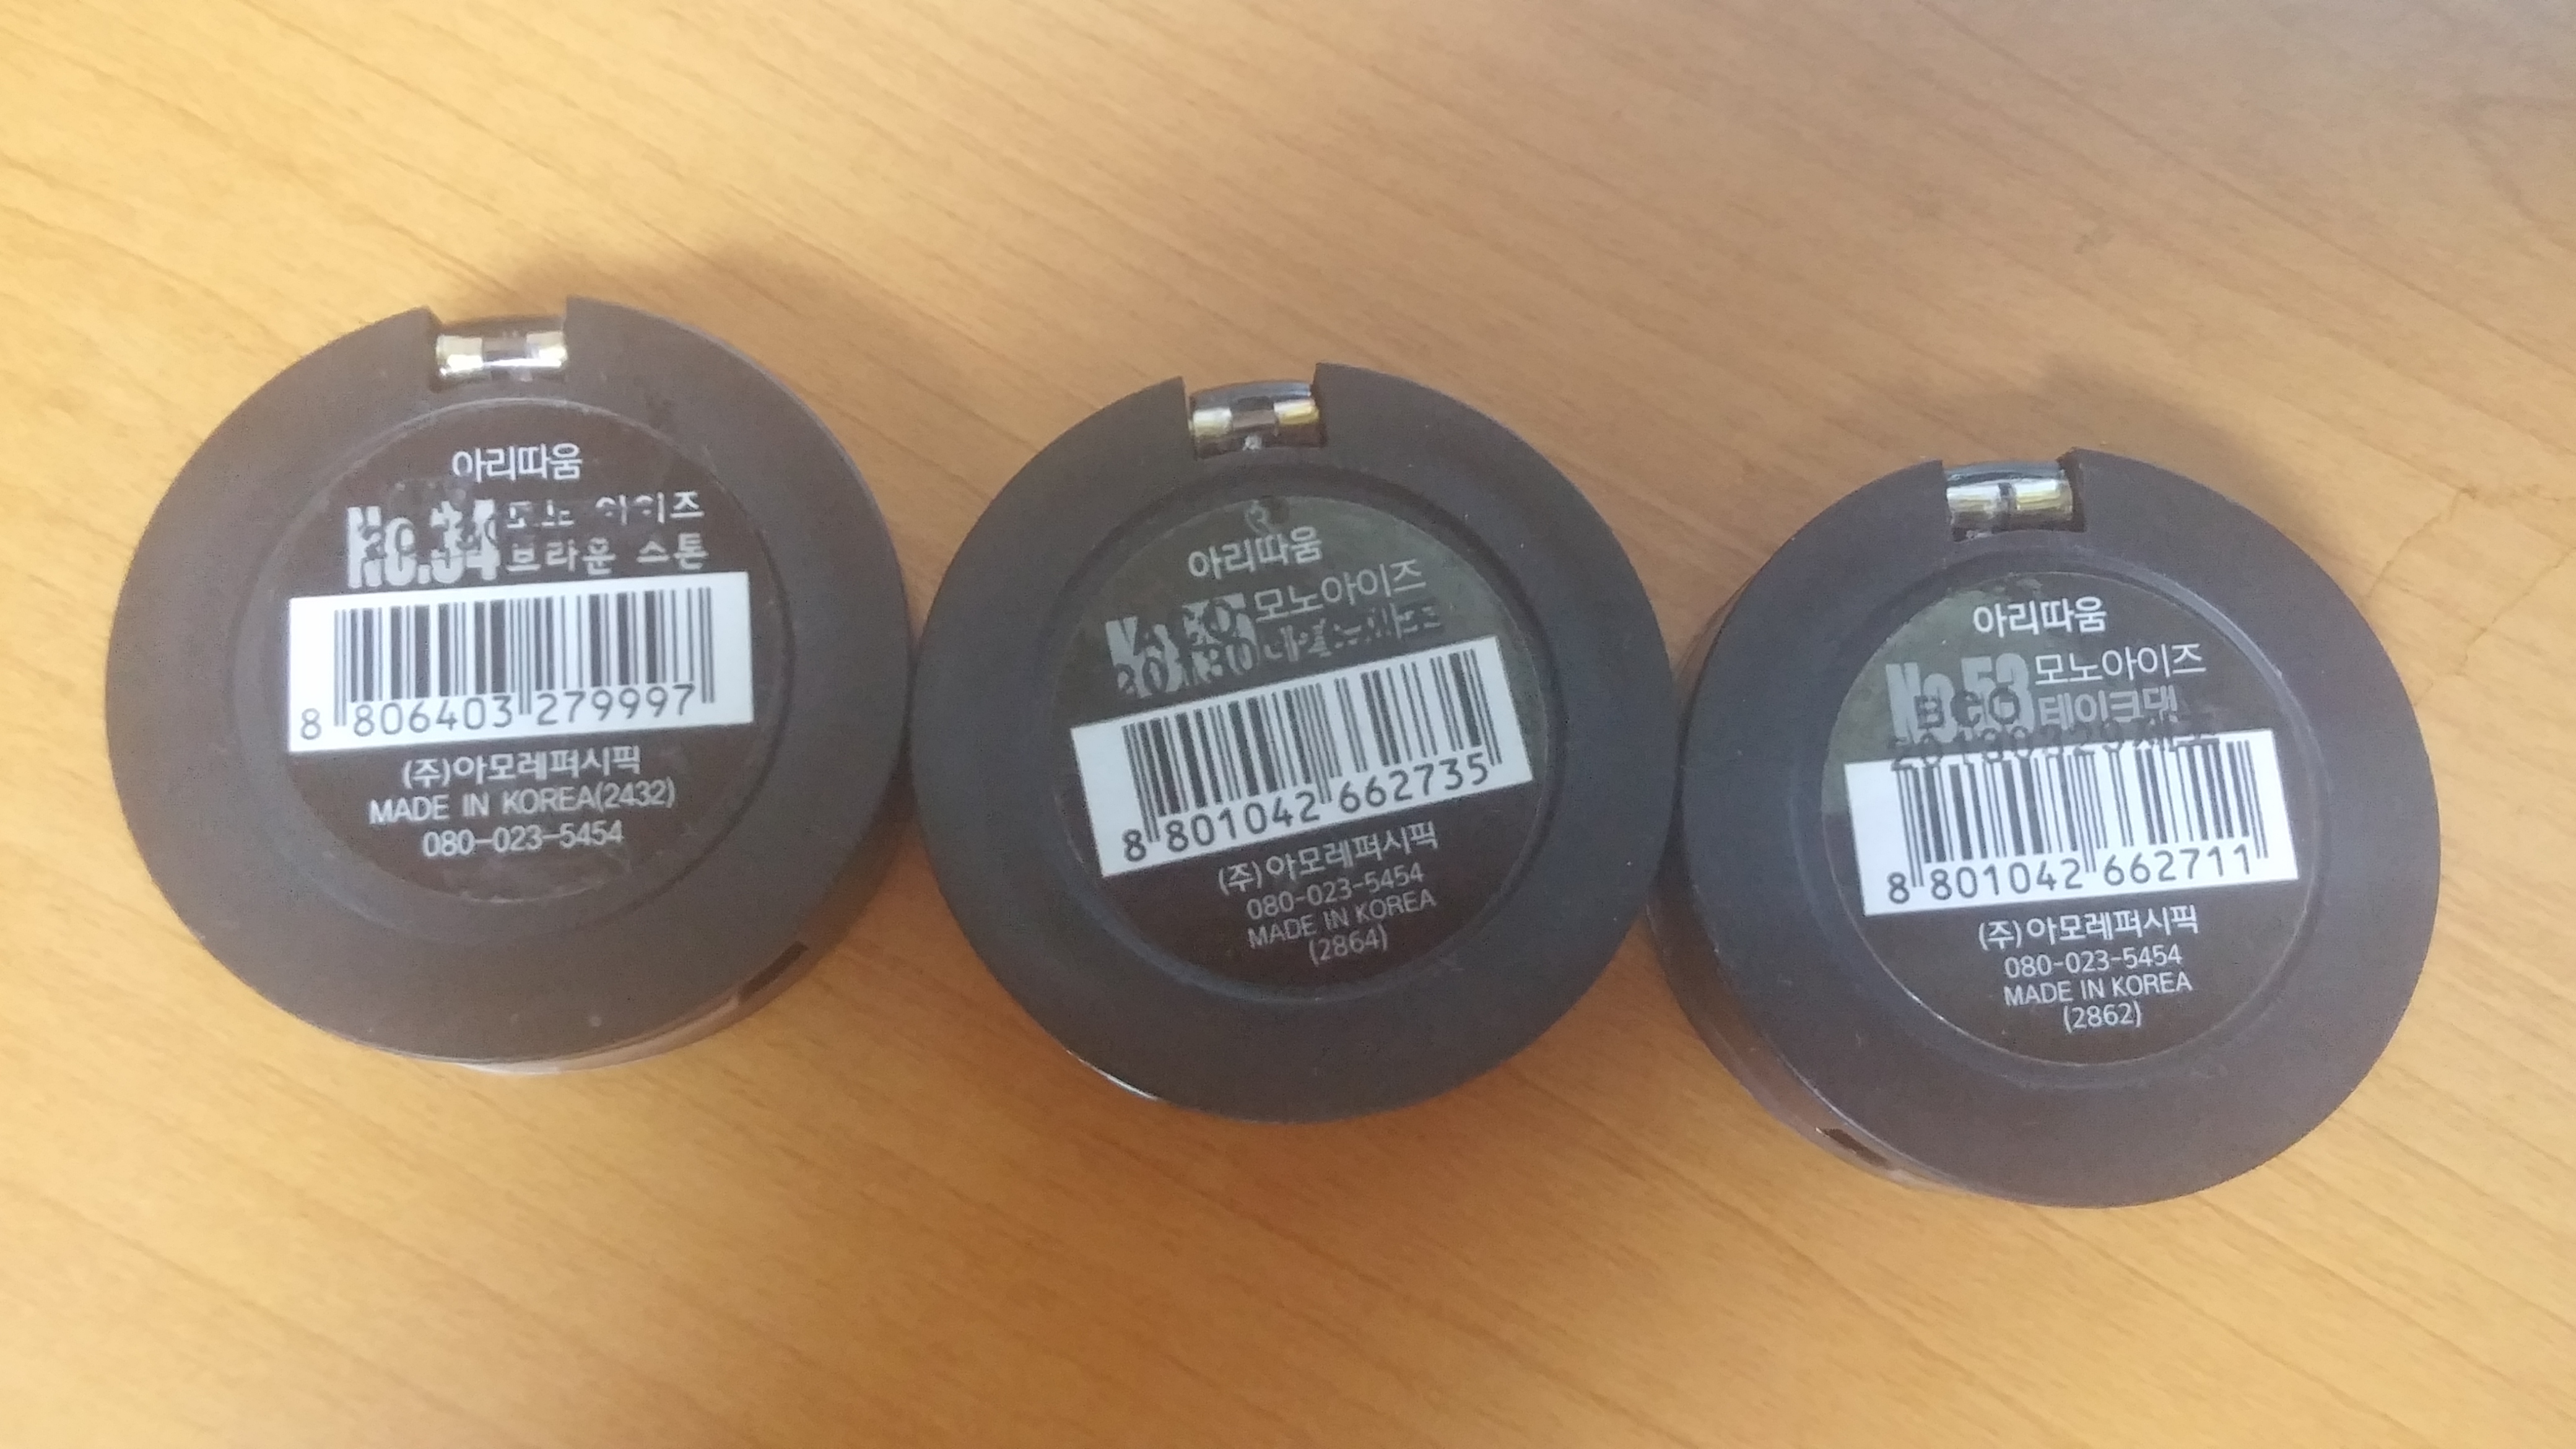 아리따움
No.34 모노 아이즈
브라운 스톤
8 806403 279997
(주)아모레퍼시픽
MADE IN KOREA(2432)
080-023-5454
아리따움
모노아이즈
8 801042 662735
(주)아모레퍼시픽
080-023-5454
MADE IN KOREA
(2864)
아리따움
No.53 모노아이즈
테이크댓
8 801042 662711
(주)아모레퍼시픽
080-023-5454
MADE IN KOREA
(2862)